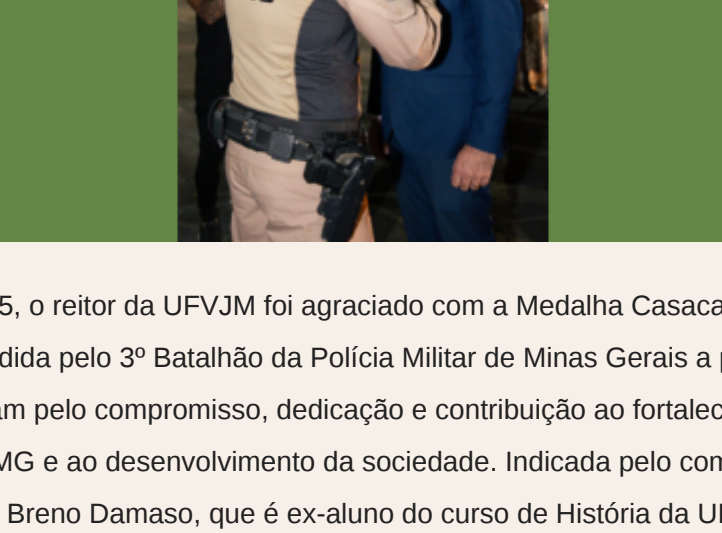 5, o reitor da UFVJM foi agraciado com a Medalha Casaca
dida pelo 3º Batalhão da Polícia Militar de Minas Gerais a
am pelo compromisso, dedicação e contribuição ao fortalec
MG e ao desenvolvimento da sociedade. Indicada pelo com
Breno Damaso, que é ex-aluno do curso de História da UF